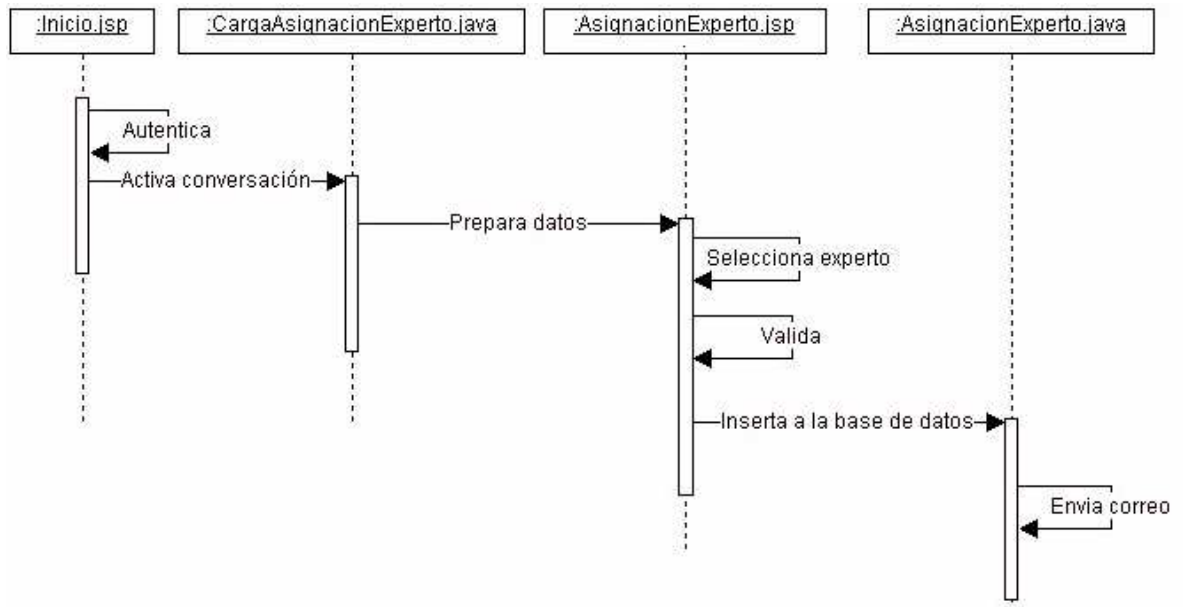 :Inicio.jsp
:CargaAsignacionExperto.java
:AsignacionExperto.jsp
:AsignacionExperto.java
Autentica
Activa conversación
Prepara datos
Selecciona experto
Valida
Inserta a la base de datos
Envia correo